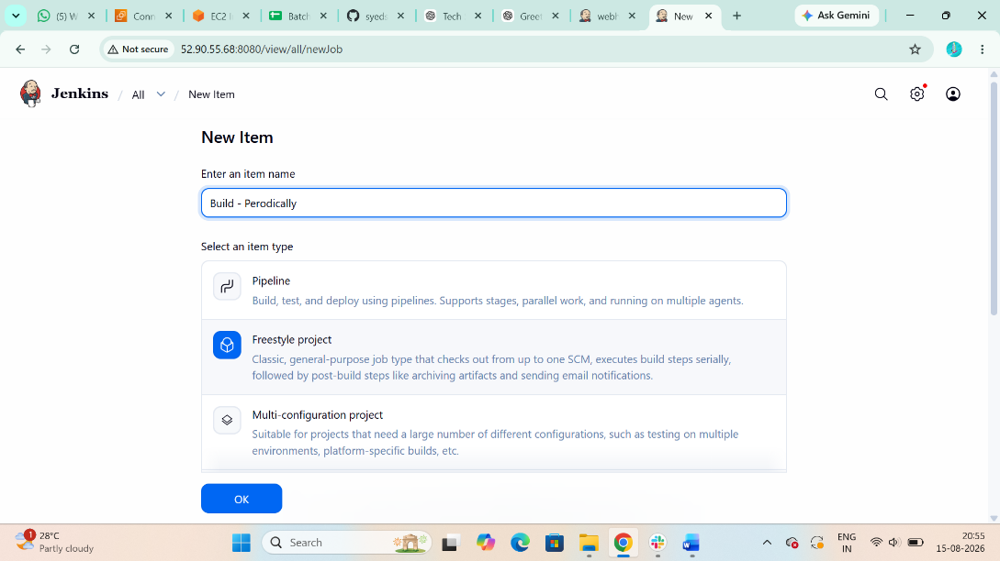 (5) W
Conn
EC2 I
Batch
syeds
Tech
Greet
webh
New
Ask Gemini
Not secure
52.90.55.68:8080/view/all/newJob
Jenkins / All / New Item
New Item
Enter an item name
Build - Perodically
Select an item type
Pipeline
Build, test, and deploy using pipelines. Supports stages, parallel work, and running on multiple agents.
Freestyle project
Classic, general-purpose job type that checks out from up to one SCM, executes build steps serially,
followed by post-build steps like archiving artifacts and sending email notifications.
Multi-configuration project
Suitable for projects that need a large number of different configurations, such as testing on multiple
environments, platform-specific builds, etc.
OK
1
28°C
Partly cloudy
Search
ENG
IN
20:55
15-08-2026